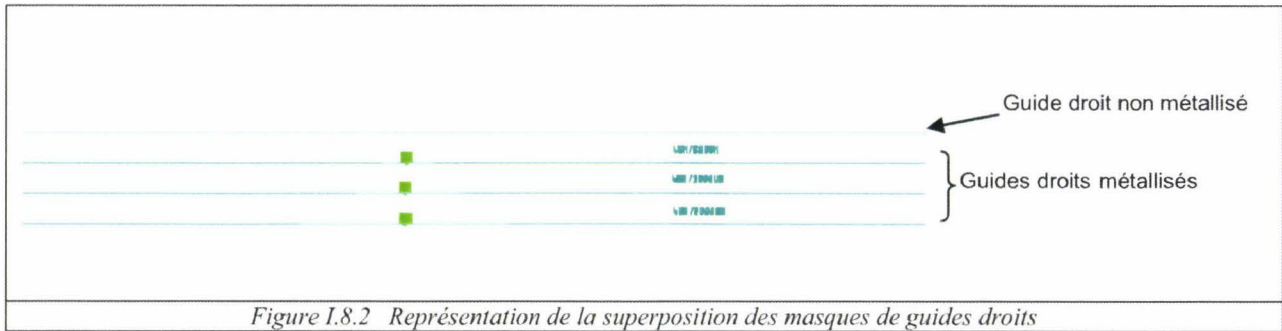 Guide droit non métallisé
Guides droits métallisés
Figure I.8.2 Représentation de la superposition des masques de guides droits